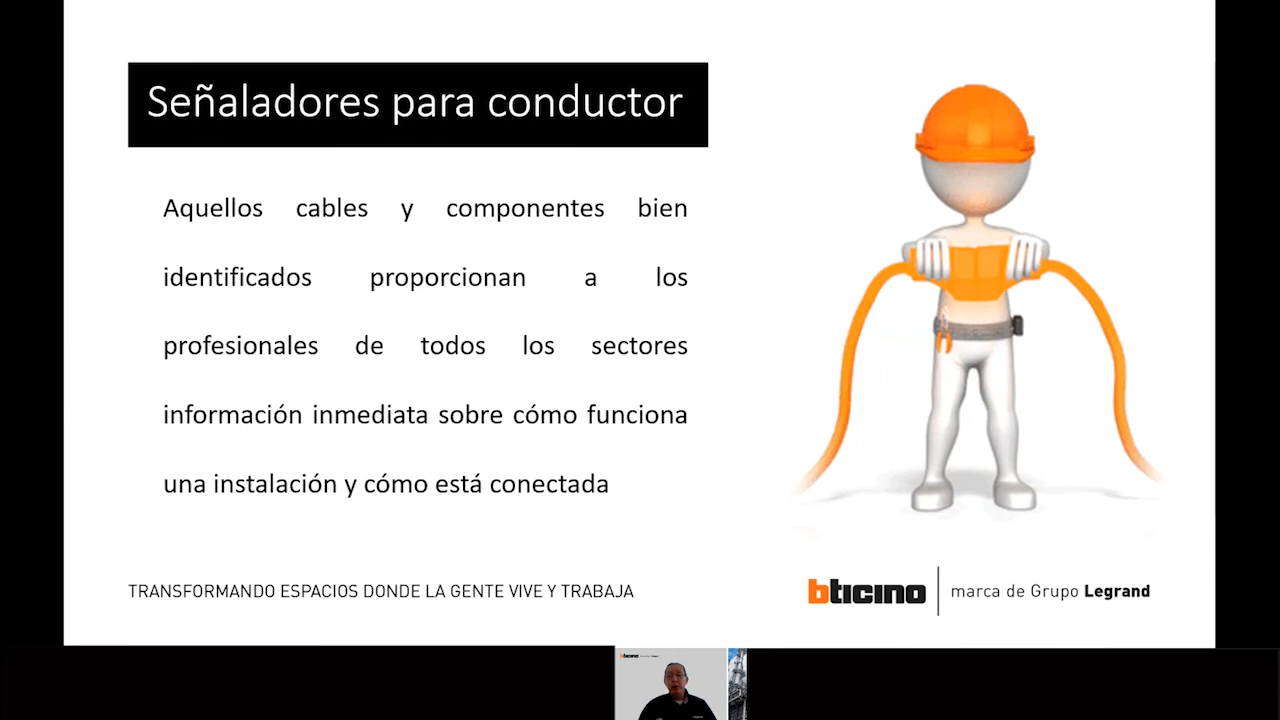 Señaladores para conductor
Aquellos cables y componentes bien
identificados proporcionan a los
profesionales de todos los sectores
información inmediata sobre cómo funciona
una instalación y cómo está conectada
TRANSFORMANDO ESPACIOS DONDE LA GENTE VIVE Y TRABAJA
bticino marca de Grupo Legrand
bticino